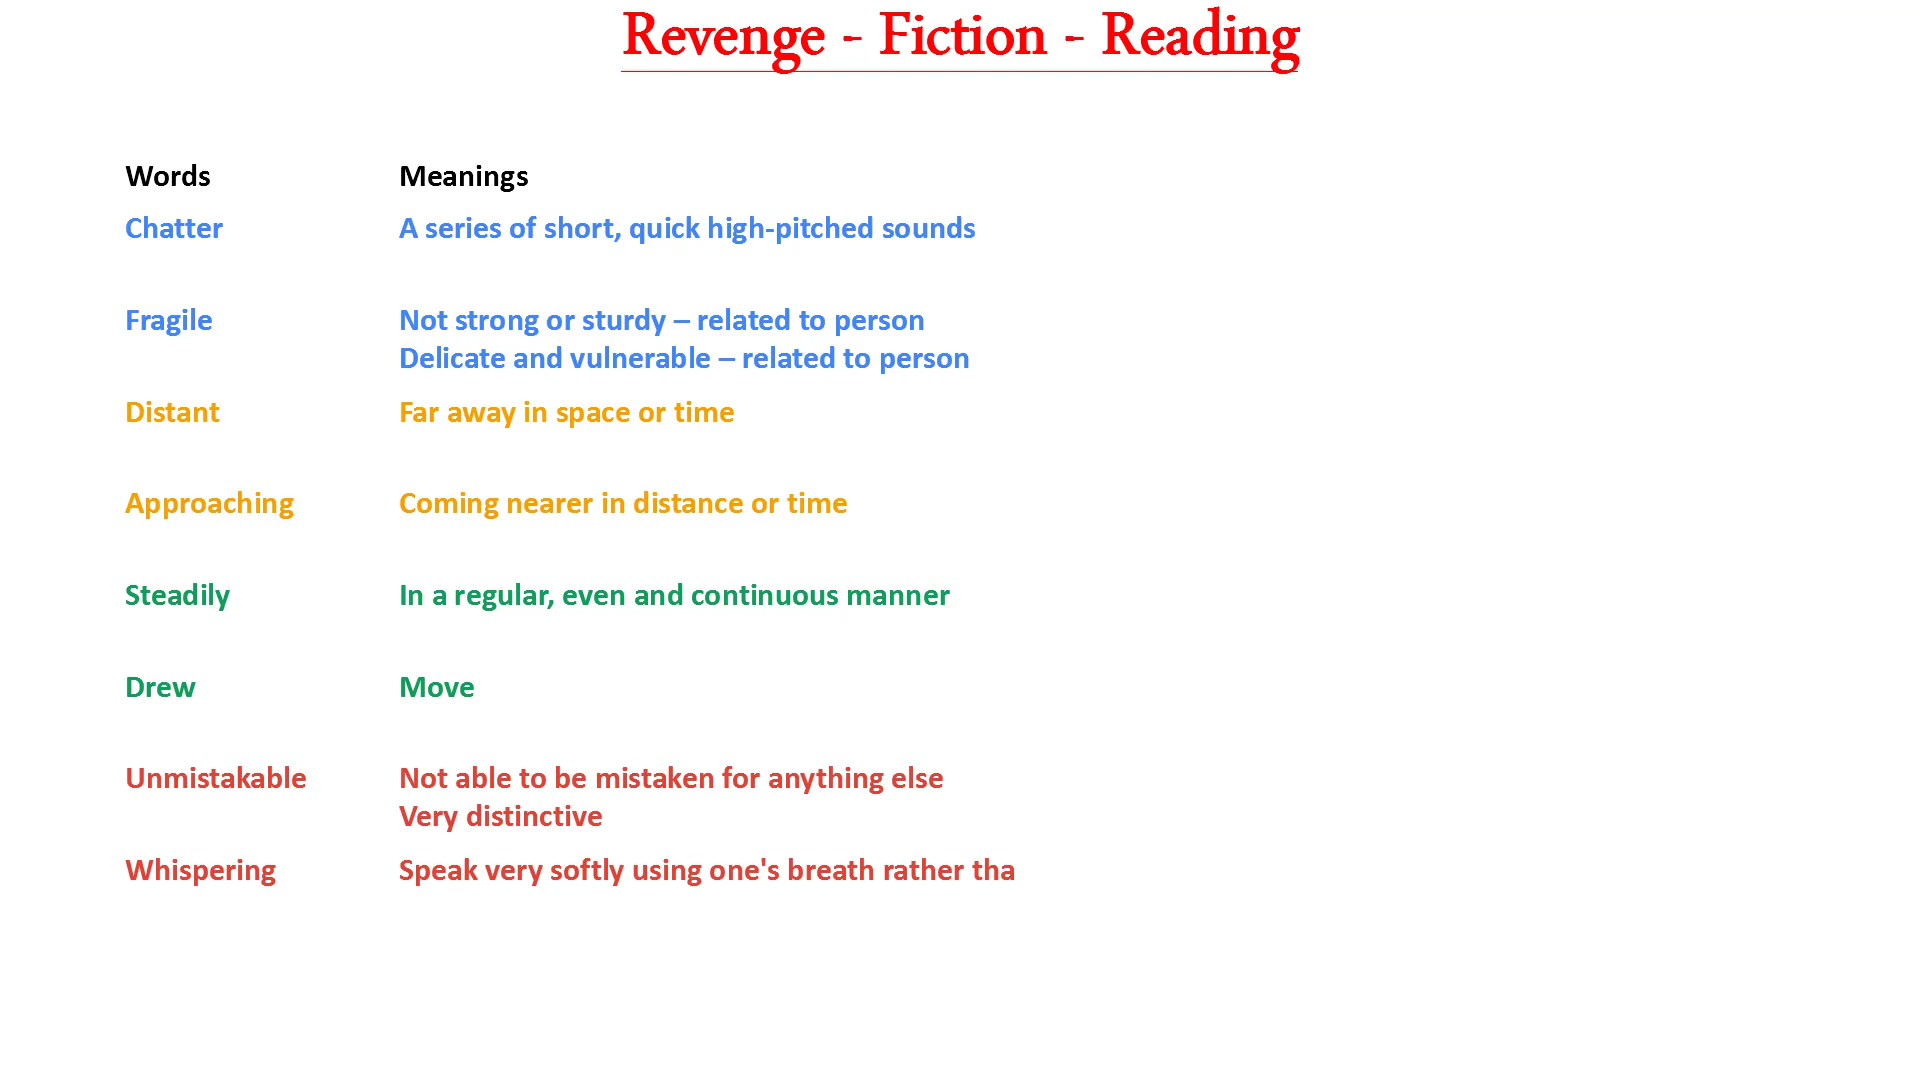 Revenge - Fiction - Reading
Words Meanings
Chatter A series of short, quick high-pitched sounds
Fragile Not strong or sturdy – related to person
Delicate and vulnerable – related to person
Distant Far away in space or time
Approaching Coming nearer in distance or time
Steadily In a regular, even and continuous manner
Drew Move
Unmistakable Not able to be mistaken for anything else
Very distinctive
Whispering Speak very softly using one's breath rather tha